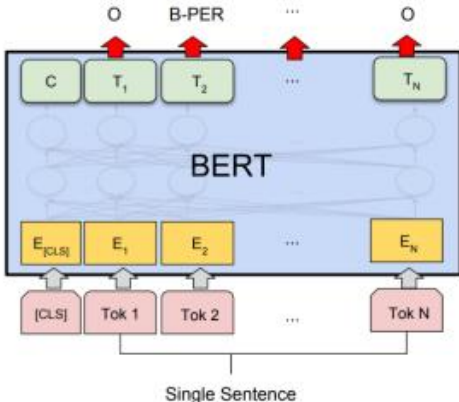 O B-PER ... O
C T1 T2 ... TN
BERT
E[CLS] E1 E2 ... EN
[CLS] Tok 1 Tok 2 ... Tok N
Single Sentence